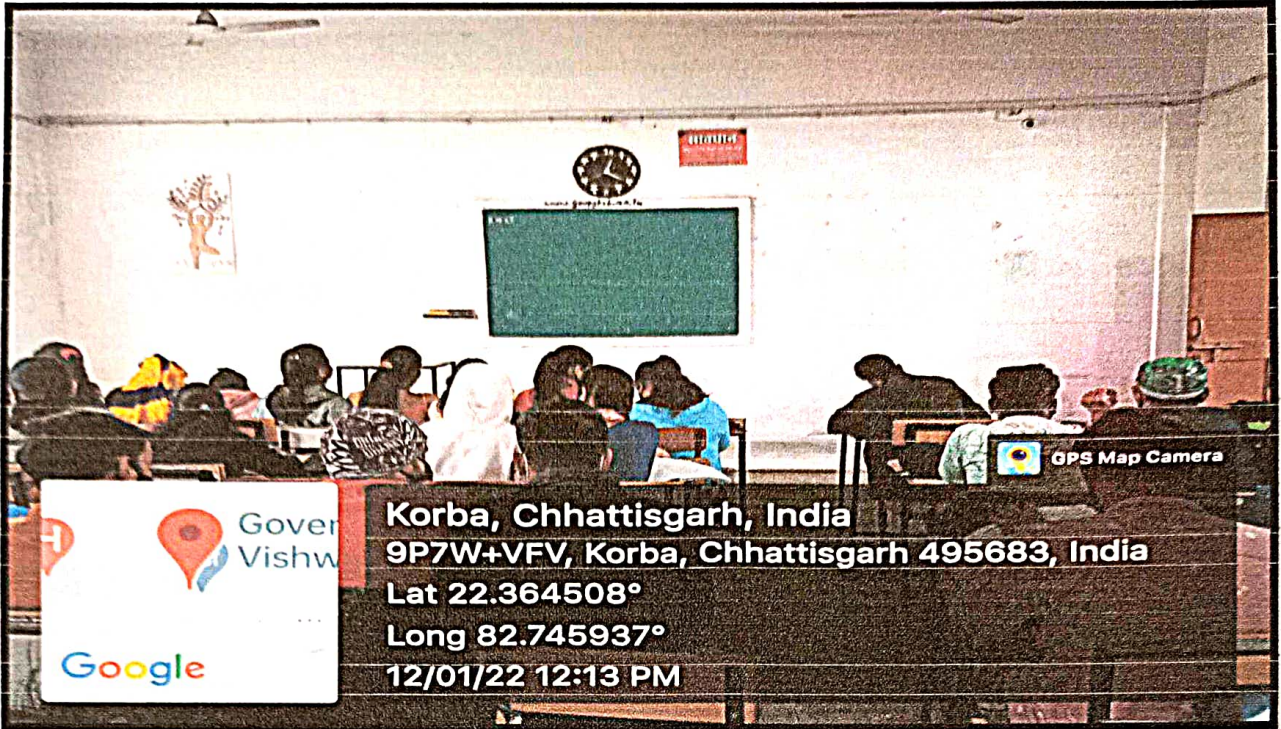 GPS Map Camera
Gover
Vishw
Google
Korba, Chhattisgarh, India
9P7W+VFV, Korba, Chhattisgarh 495683, India
Lat 22.364508°
Long 82.745937°
12/01/22 12:13 PM